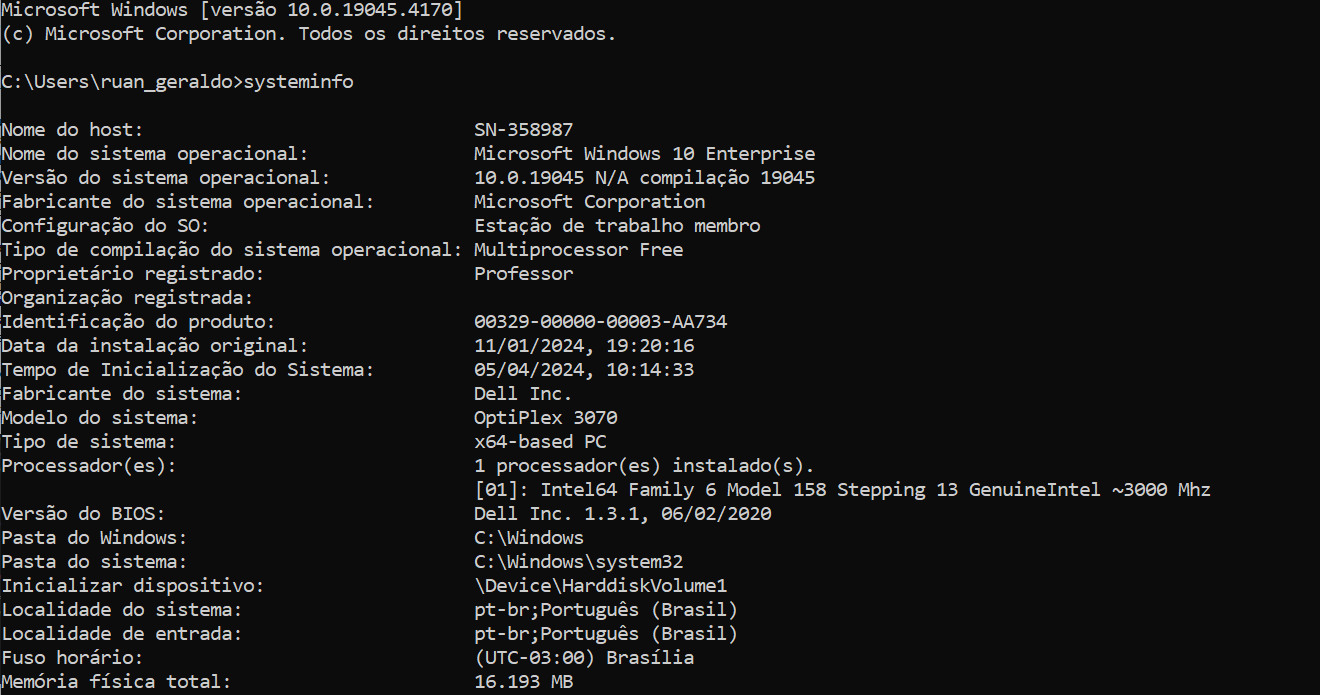 Microsoft Windows [versão 10.0.19045.4170]
(c) Microsoft Corporation. Todos os direitos reservados.
C:\Users\ruan_geraldo>systeminfo
Nome do host: SN-358987
Nome do sistema operacional: Microsoft Windows 10 Enterprise
Versão do sistema operacional: 10.0.19045 N/A compilação 19045
Fabricante do sistema operacional: Microsoft Corporation
Configuração do SO: Estação de trabalho membro
Tipo de compilação do sistema operacional: Multiprocessor Free
Proprietário registrado: Professor
Organização registrada:
Identificação do produto: 00329-00000-00003-AA734
Data da instalação original: 11/01/2024, 19:20:16
Tempo de Inicialização do Sistema: 05/04/2024, 10:14:33
Fabricante do sistema: Dell Inc.
Modelo do sistema: OptiPlex 3070
Tipo de sistema: x64-based PC
Processador(es): 1 processador(es) instalado(s).
[01]: Intel64 Family 6 Model 158 Stepping 13 GenuineIntel ~3000 Mhz
Versão do BIOS: Dell Inc. 1.3.1, 06/02/2020
Pasta do Windows: C:\Windows
Pasta do sistema: C:\Windows\system32
Inicializar dispositivo: \Device\HarddiskVolume1
Localidade do sistema: pt-br;Português (Brasil)
Localidade de entrada: pt-br;Português (Brasil)
Fuso horário: (UTC-03:00) Brasília
Memória física total: 16.193 MB